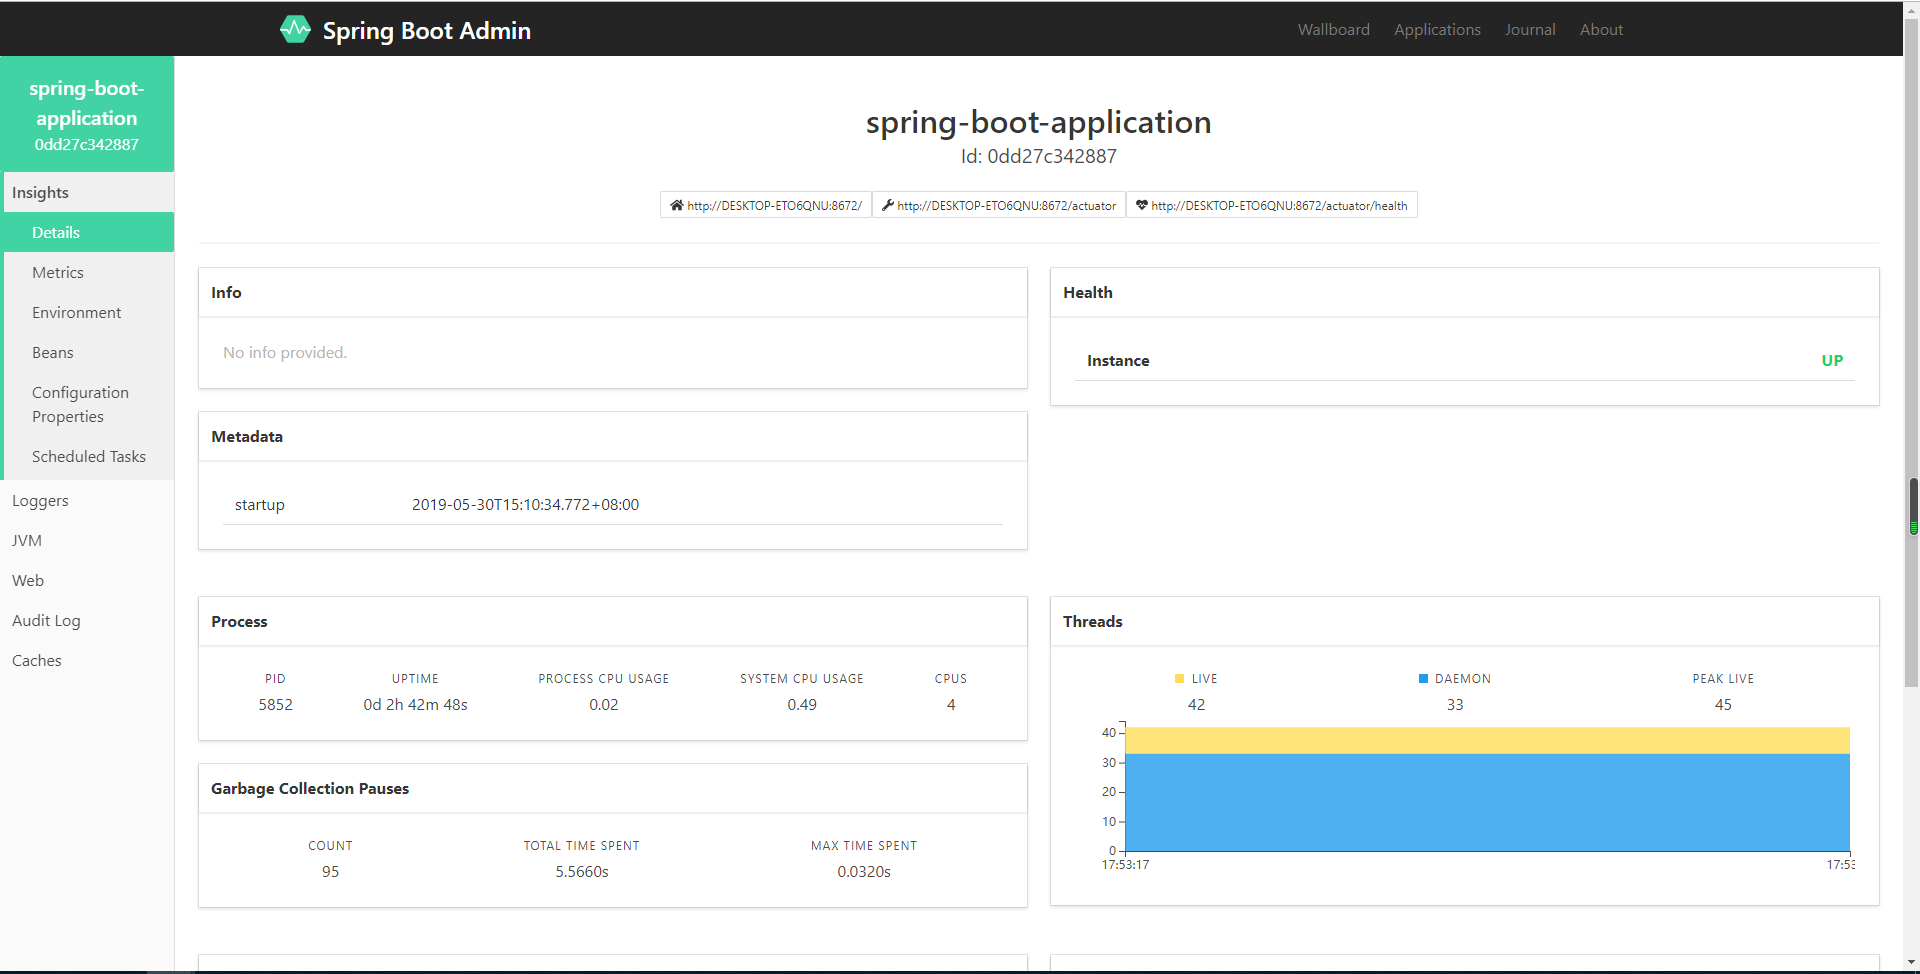 Spring Boot Admin
Wallboard Applications Journal About
spring-boot-
application
0dd27c342887
Insights
Details
Metrics
Environment
Beans
Configuration
Properties
Scheduled Tasks
Loggers
JVM
Web
Audit Log
Caches
spring-boot-application
Id: 0dd27c342887
http://DESKTOP-ETO6QNU:8672/ http://DESKTOP-ETO6QNU:8672/actuator http://DESKTOP-ETO6QNU:8672/actuator/health
Info
No info provided.
Health
Instance UP
Metadata
startup 2019-05-30T15:10:34.772+08:00
Process
PID UPTIME PROCESS CPU USAGE SYSTEM CPU USAGE CPUS
5852 0d 2h 42m 48s 0.02 0.49 4
Garbage Collection Pauses
COUNT TOTAL TIME SPENT MAX TIME SPENT
95 5.5660s 0.0320s
Threads
LIVE DAEMON PEAK LIVE
42 33 45
40
30
20
10
0
17:53:17 17:53